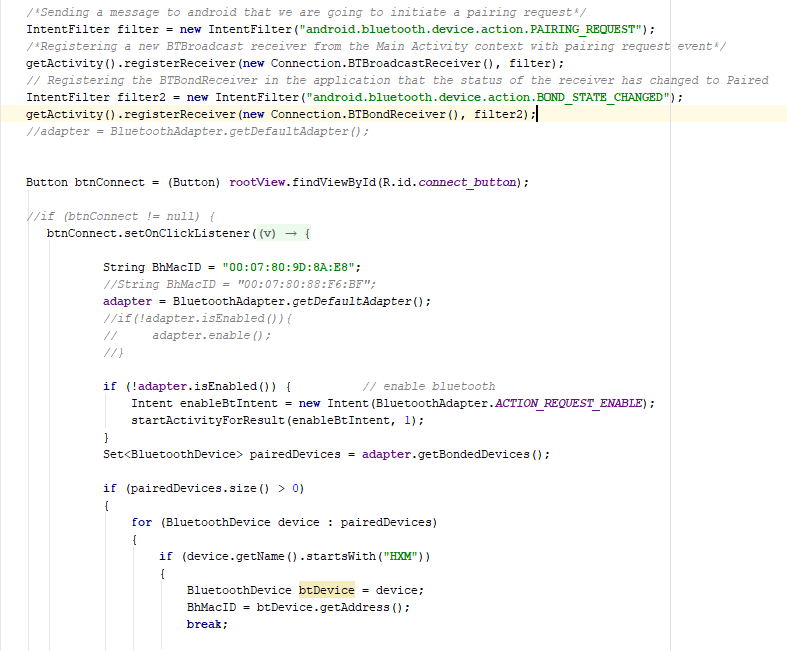 /*Sending a message to android that we are going to initiate a pairing request*/
IntentFilter filter = new IntentFilter("android.bluetooth.device.action.PAIRING_REQUEST");
/*Registering a new BTBroadcast receiver from the Main Activity context with pairing request event*/
getActivity().registerReceiver(new Connection.BTBroadcastReceiver(), filter);
// Registering the BTBondReceiver in the application that the status of the receiver has changed to Paired
IntentFilter filter2 = new IntentFilter("android.bluetooth.device.action.BOND_STATE_CHANGED");
getActivity().registerReceiver(new Connection.BTBondReceiver(), filter2);
//adapter = BluetoothAdapter.getDefaultAdapter();
Button btnConnect = (Button) rootView.findViewById(R.id.connect_button);
//if (btnConnect != null) {
btnConnect.setOnClickListener((v) → {
String BhMacID = "00:07:80:9D:8A:E8";
//String BhMacID = "00:07:80:88:F6:BF";
adapter = BluetoothAdapter.getDefaultAdapter();
//if(!adapter.isEnabled()){
//     adapter.enable();
//}
if (!adapter.isEnabled()) {          // enable bluetooth
Intent enableBtIntent = new Intent(BluetoothAdapter.ACTION_REQUEST_ENABLE);
startActivityForResult(enableBtIntent, 1);
}
Set<BluetoothDevice> pairedDevices = adapter.getBondedDevices();
if (pairedDevices.size() > 0)
{
for (BluetoothDevice device : pairedDevices)
{
if (device.getName().startsWith("HXM"))
{
BluetoothDevice btDevice = device;
BhMacID = btDevice.getAddress();
break;